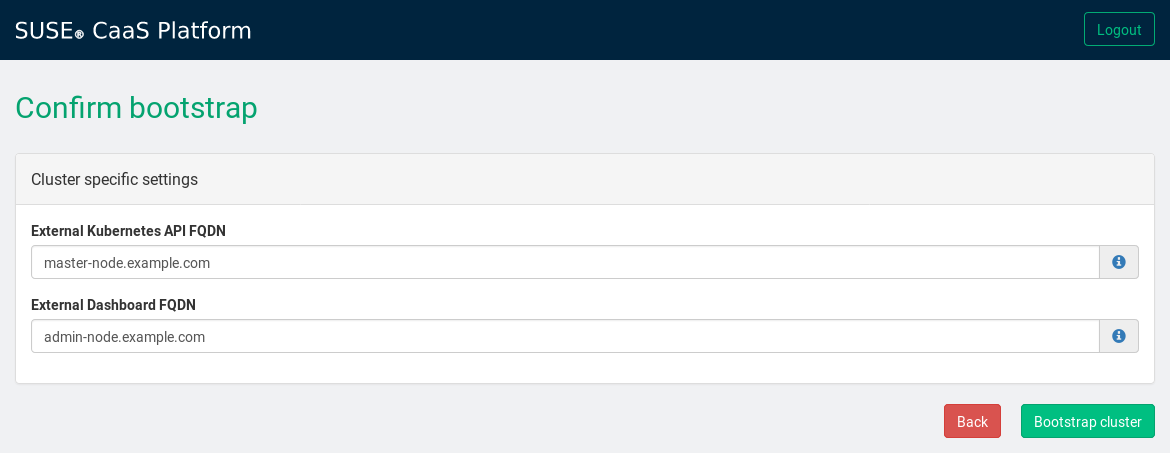 SUSE® CaaS Platform
Logout
Confirm bootstrap
Cluster specific settings
External Kubernetes API FQDN
master-node.example.com
External Dashboard FQDN
admin-node.example.com
Back
Bootstrap cluster